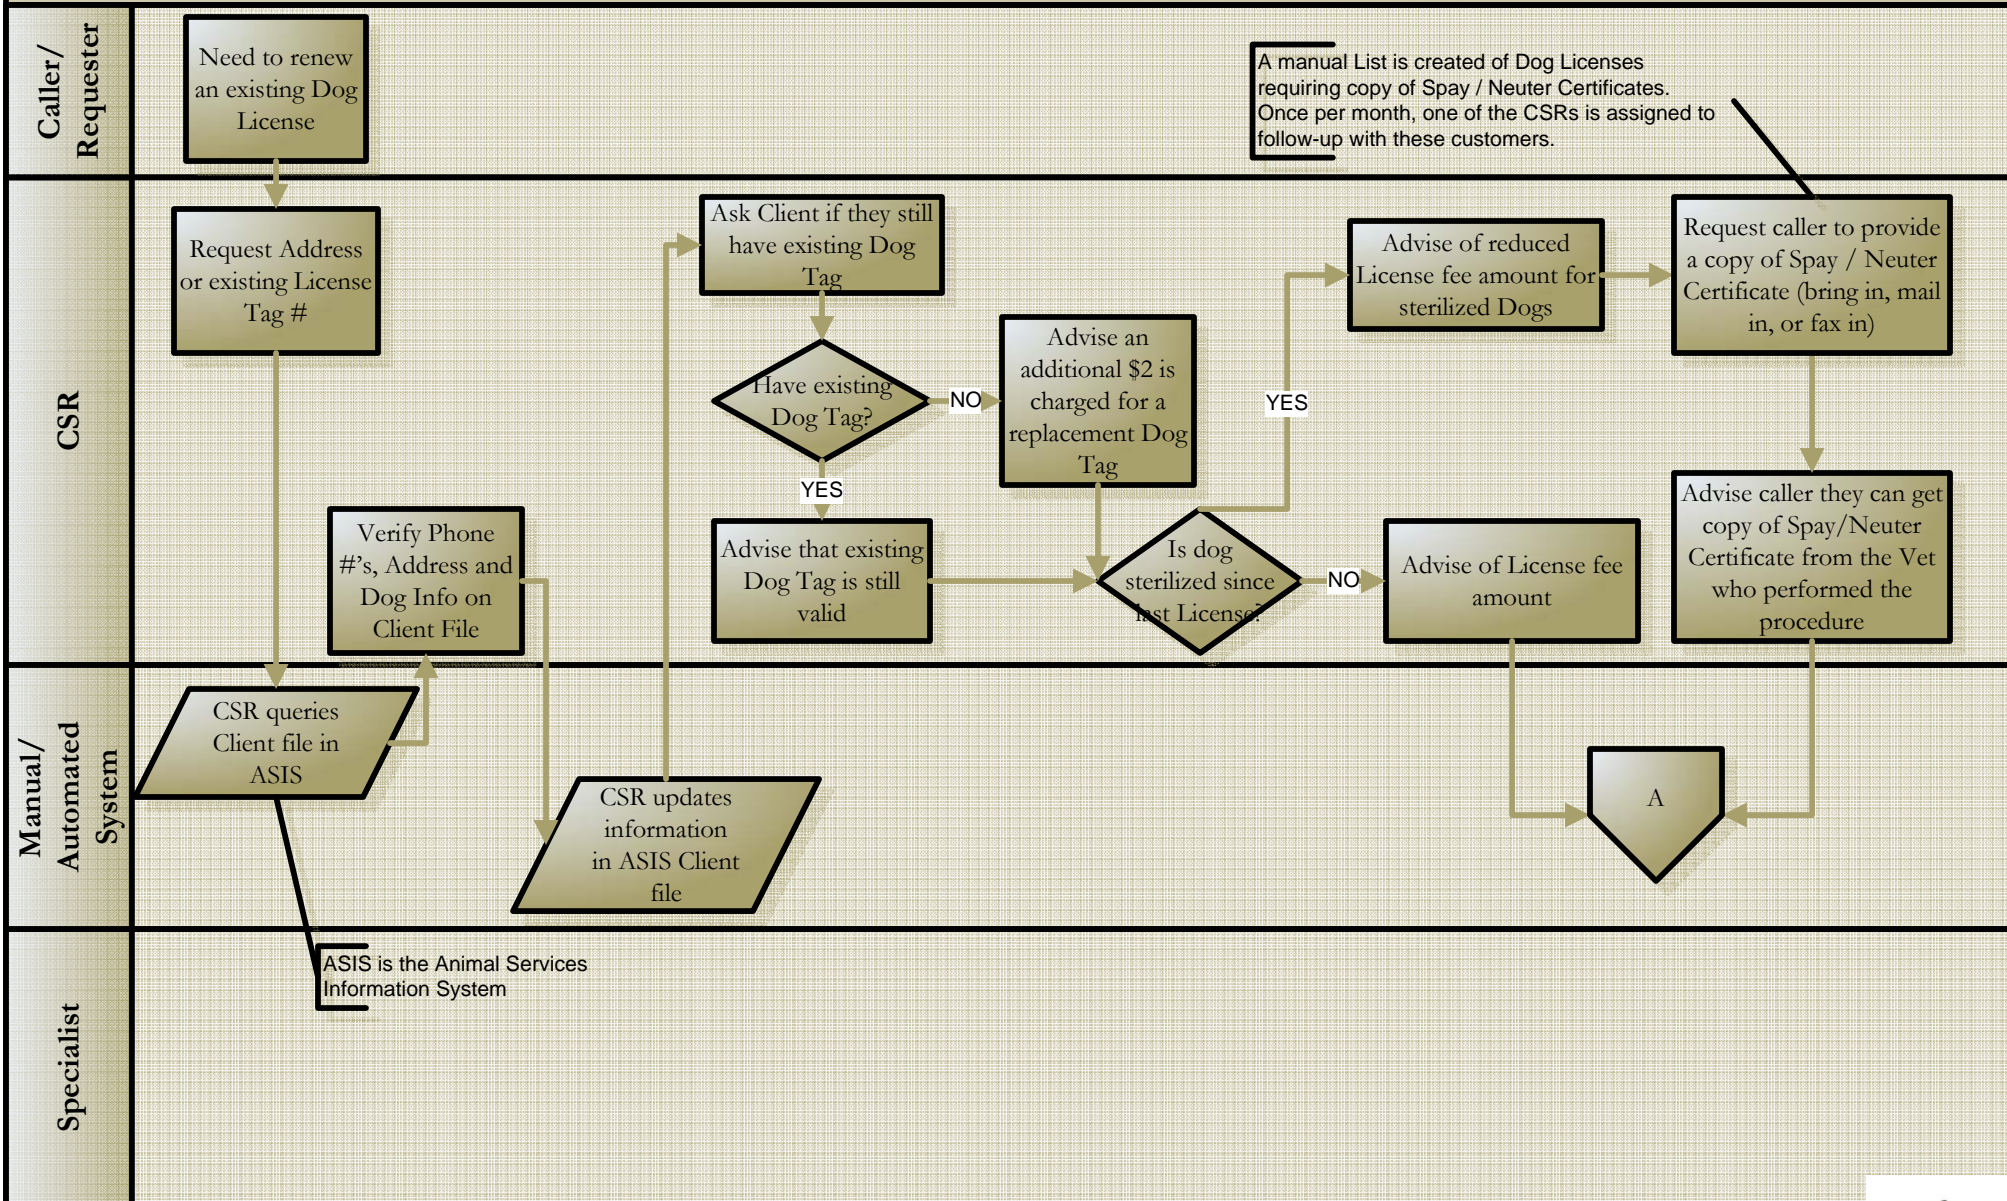 Caller/
Requester
Need to renew
an existing Dog
License
A manual List is created of Dog Licenses
requiring copy of Spay / Neuter Certificates.
Once per month, one of the CSRs is assigned to
follow-up with these customers.
CSR
Request Address
or existing License
Tag #
Verify Phone
#'s, Address and
Dog Info on
Client File
Ask Client if they still
have existing Dog
Tag
Have existing
Dog Tag?
NO
YES
Advise an
additional $2 is
charged for a
replacement Dog
Tag
Advise that existing
Dog Tag is still
valid
Is dog
sterilized since
last License?
YES
NO
Advise of reduced
License fee amount for
sterilized Dogs
Advise of License fee
amount
Request caller to provide
a copy of Spay / Neuter
Certificate (bring in, mail
in, or fax in)
Advise caller they can get
copy of Spay/Neuter
Certificate from the Vet
who performed the
procedure
Manual/
Automated
System
CSR queries
Client file in
ASIS
CSR updates
information
in ASIS Client
file
A
Specialist
ASIS is the Animal Services
Information System